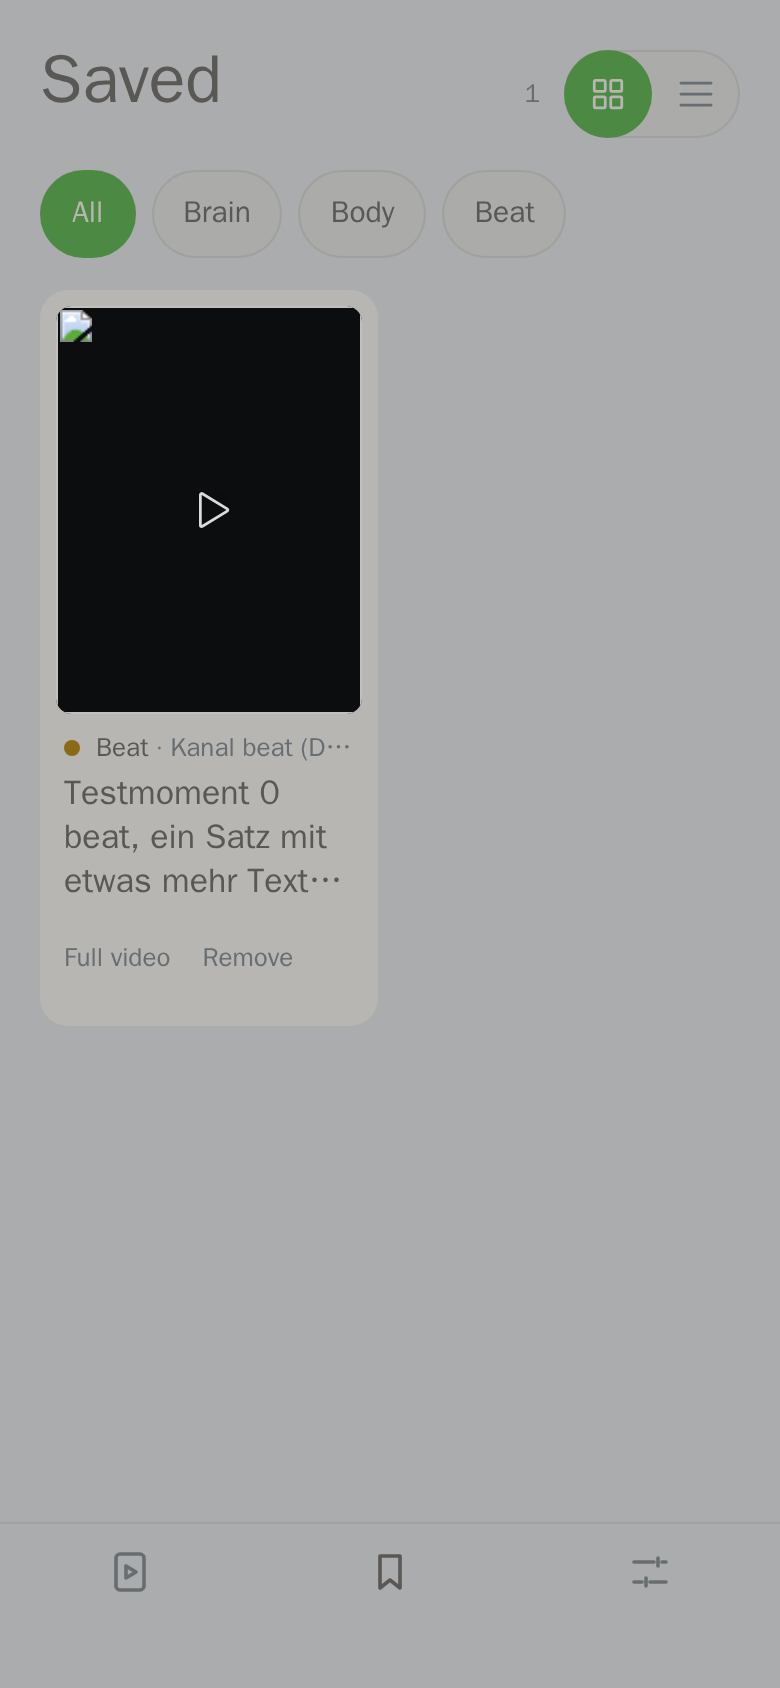 Saved
1
All
Brain
Body
Beat
Beat · Kanal beat (D···
Testmoment 0
beat, ein Satz mit
etwas mehr Text···
Full video
Remove